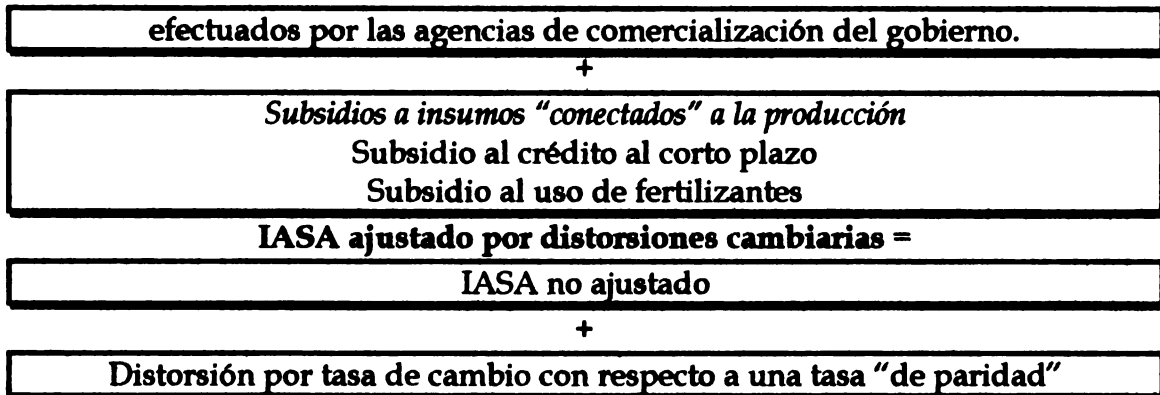 efectuados por las agencias de comercialización del gobierno.
+
Subsidios a insumos "conectados" a la producción
Subsidio al crédito al corto plazo
Subsidio al uso de fertilizantes
IASA ajustado por distorsiones cambiarias =
IASA no ajustado
+
Distorsión por tasa de cambio con respecto a una tasa "de paridad"